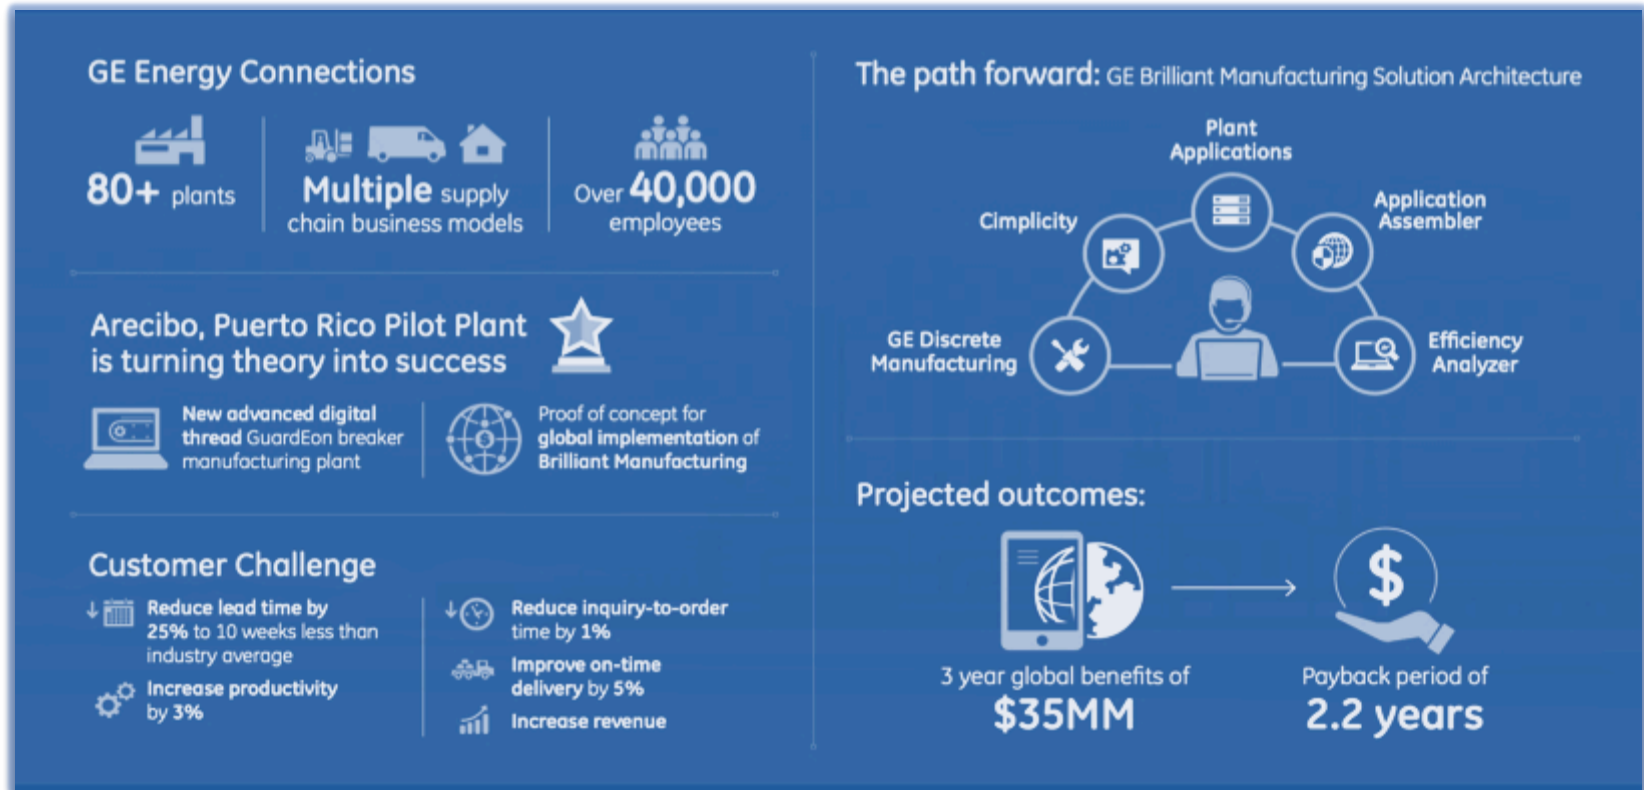 GE Energy Connections
80+ plants
Multiple supply
chain business models
Over 40,000
employees
Arecibo, Puerto Rico Pilot Plant
is turning theory into success
New advanced digital
thread GuardEon breaker
manufacturing plant
Proof of concept for
global implementation of
Brilliant Manufacturing
Customer Challenge
Reduce lead time by
25% to 10 weeks less than
industry average
Increase productivity
by 3%
Reduce inquiry-to-order
time by 1%
Improve on-time
delivery by 5%
Increase revenue
The path forward: GE Brilliant Manufacturing Solution Architecture
Plant
Applications
Cimplicity
Application
Assembler
GE Discrete
Manufacturing
Efficiency
Analyzer
Projected outcomes:
$
3 year global benefits of
$35MM
Payback period of
2.2 years